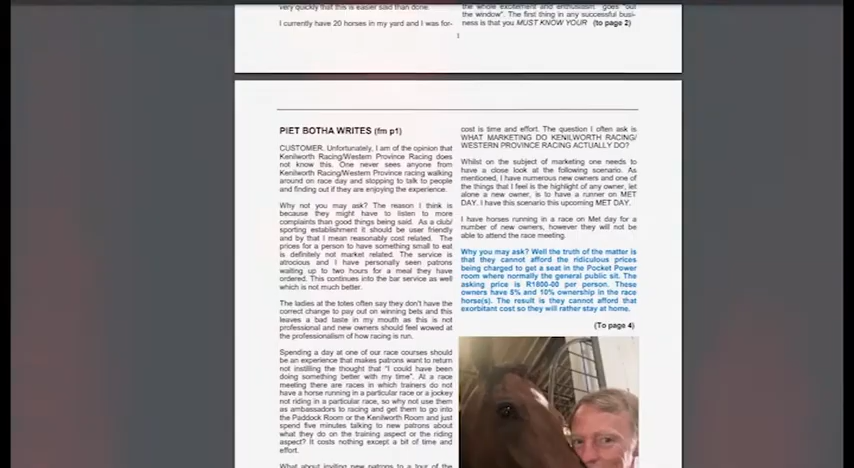 very quickly that this is easier said than done.
I currently have 20 horses in my yard and I was for-
the whole excitement and enthusiasm goes "out
the window". The first thing in any successful busi-
ness is that you MUST KNOW YOUR (to page 2)
1
PIET BOTHA WRITES (fm p1)
CUSTOMER. Unfortunately, I am of the opinion that
Kenilworth Racing/Western Province Racing does
not know this. One never sees anyone from
Kenilworth Racing/Western Province racing walking
around on race day and stopping to talk to people
and finding out if they are enjoying the experience.
Why not you may ask? The reason I think is
because they might have to listen to more
complaints than good things being said. As a club/
sporting establishment it should be user friendly
and by that I mean reasonably cost related. The
prices for a person to have something small to eat
is definitely not market related. The service is
atrocious and I have personally seen patrons
waiting up to two hours for a meal they have
ordered. This continues into the bar service as well
which is not much better.
The ladies at the totes often say they don't have the
correct change to pay out on winning bets and this
leaves a bad taste in my mouth as this is not
professional and new owners should feel wowed at
the professionalism of how racing is run.
Spending a day at one of our race courses should
be an experience that makes patrons want to return
not instilling the thought that "I could have been
doing something better with my time". At a race
meeting there are races in which trainers do not
have a horse running in a particular race or a jockey
not riding in a particular race, so why not use them
as ambassadors to racing and get them to go into
the Paddock Room or the Kenilworth Room and just
spend five minutes talking to new patrons about
what they do on the training aspect or the riding
aspect? It costs nothing except a bit of time and
effort.
What about inviting new patrons to a tour of the
cost is time and effort. The question I often ask is
WHAT MARKETING DO KENILWORTH RACING/
WESTERN PROVINCE RACING ACTUALLY DO?
Whilst on the subject of marketing one needs to
have a close look at the following scenario. As
mentioned, I have numerous new owners and one of
the things that I feel is the highlight of any owner, let
alone a new owner, is to have a runner on MET
DAY. I have this scenario this upcoming MET DAY.
I have horses running in a race on Met day for a
number of new owners, however they will not be
able to attend the race meeting.
Why you may ask? Well the truth of the matter is
that they cannot afford the ridiculous prices
being charged to get a seat in the Pocket Power
room where normally the general public sit. The
asking price is R1800-00 per person. These
owners have 5% and 10% ownership in the race
horse(s). The result is they cannot afford that
exorbitant cost so they will rather stay at home.
(To page 4)